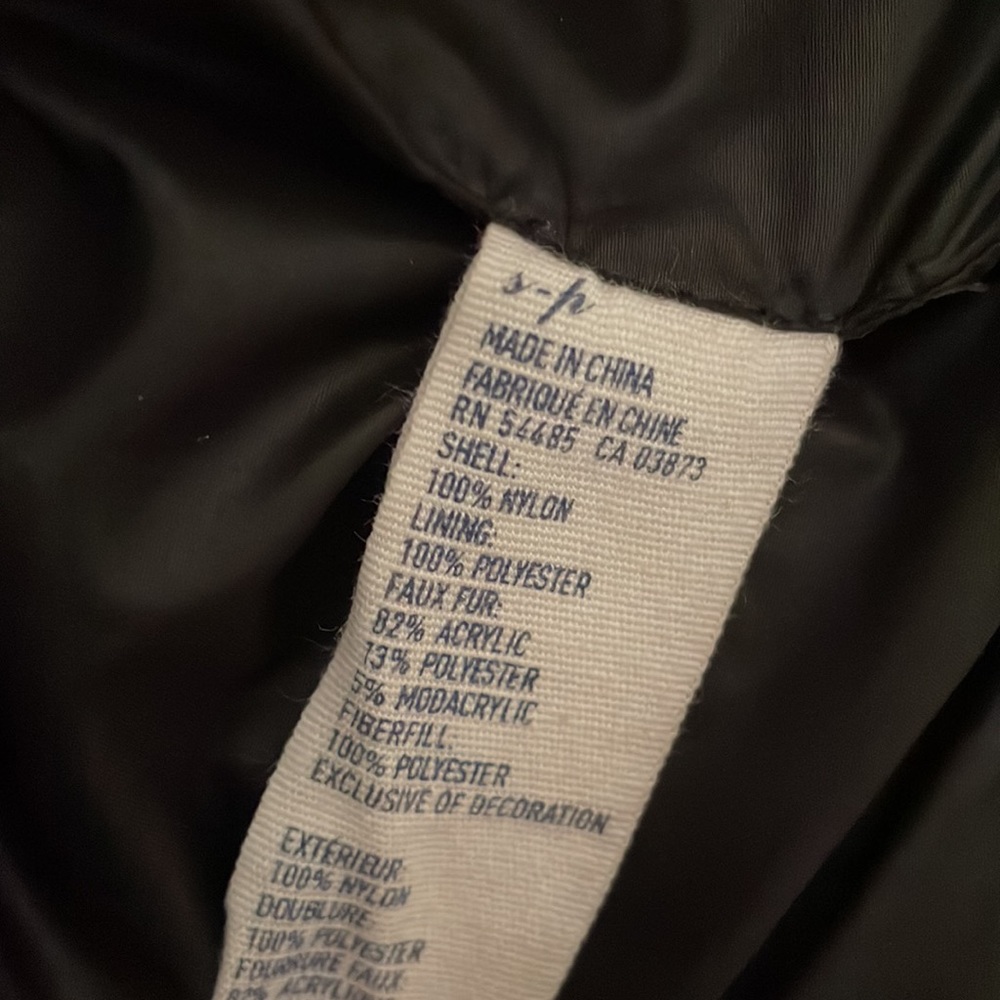 s-p
MADE IN CHINA
FABRIQUÉ EN CHINE
RN 54485 CA 03873
SHELL:
100% NYLON
LINING:
100% POLYESTER
FAUX FUR:
82% ACRYLIC
13% POLYESTER
5% MODACRYLIC
FIBERFILL:
100% POLYESTER
EXCLUSIVE OF DECORATION
EXTÉRIEUR:
100% NYLON
DOUBLURE:
100% POLYESTER
FOURRURE FAUX:
82% ACRYLIC